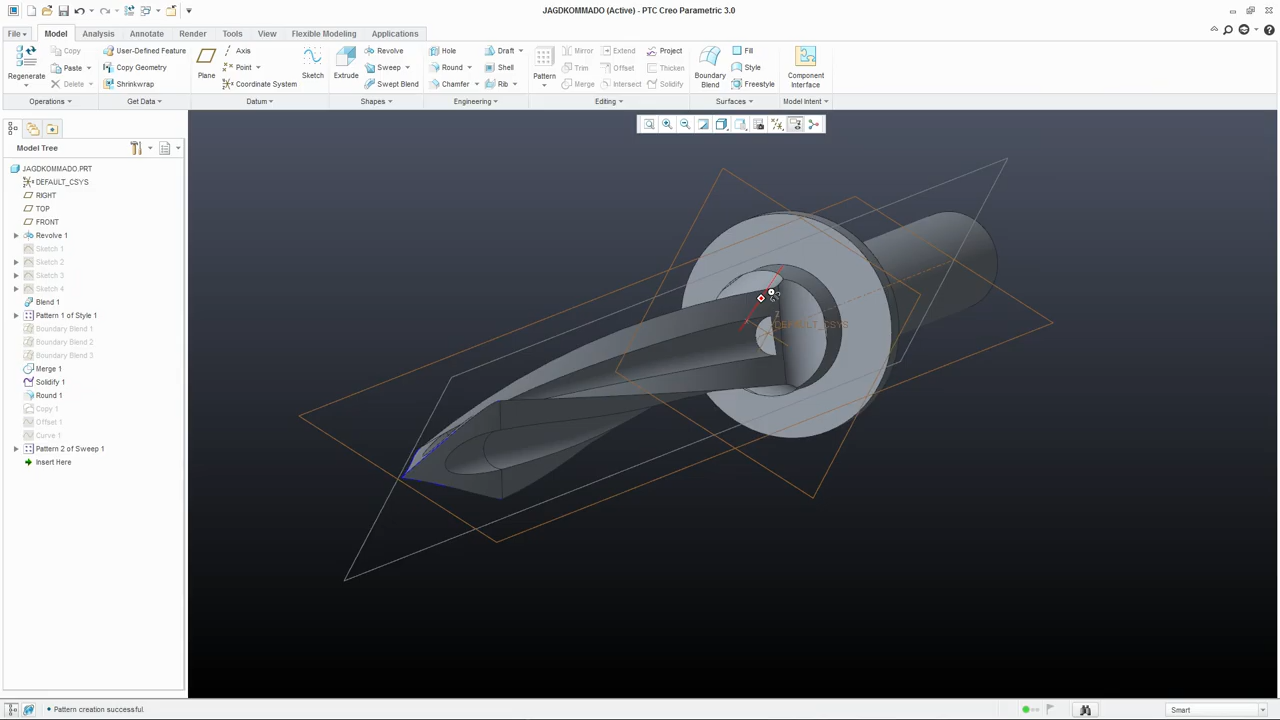 JAGDKOMMADO (Active) - PTC Creo Parametric 3.0
File Model Analysis Annotate Render Tools View Flexible Modeling Applications
Regenerate
Copy
Paste
Delete
User-Defined Feature
Copy Geometry
Shrinkwrap
Plane
Axis
Point
Coordinate System
Sketch
Extrude
Revolve
Sweep
Swept Blend
Hole
Round
Chamfer
Draft
Shell
Rib
Pattern
Mirror
Trim
Merge
Extend
Offset
Intersect
Project
Thicken
Solidify
Boundary
Blend
Fill
Style
Freestyle
Component
Interface
Operations Get Data Datum Shapes Engineering Editing Surfaces Model Intent
Model Tree
JAGDKOMMADO.PRT
DEFAULT_CSYS
RIGHT
TOP
FRONT
Revolve 1
Sketch 1
Sketch 2
Sketch 3
Sketch 4
Blend 1
Pattern 1 of Style 1
Boundary Blend 1
Boundary Blend 2
Boundary Blend 3
Merge 1
Solidify 1
Round 1
Copy 1
Offset 1
Curve 1
Pattern 2 of Sweep 1
Insert Here
DEFAULT_CSYS
Pattern creation successful.
Smart